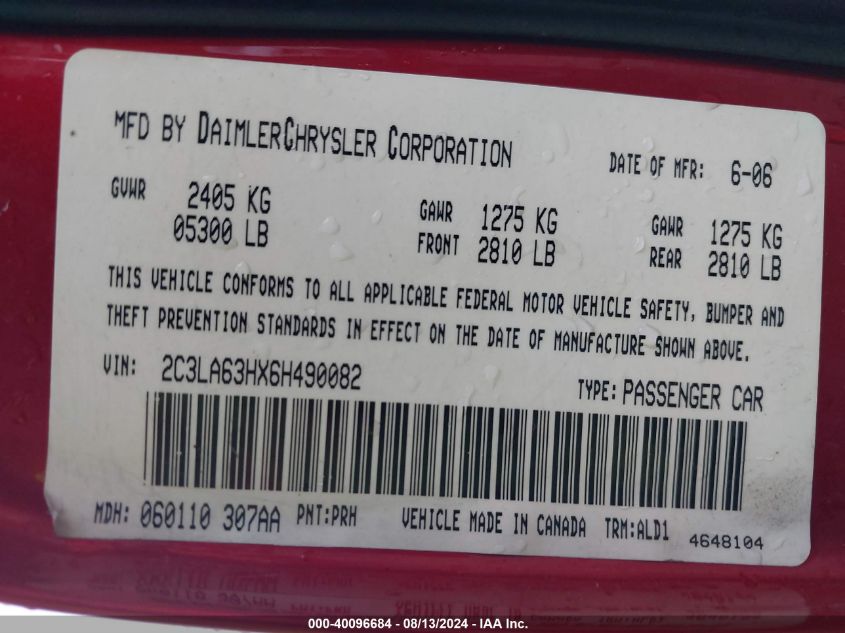 MFD BY DAIMLERCHRYSLER CORPORATION DATE OF MFR: 6-06
GVWR 2405 KG GAWR 1275 KG GAWR 1275 KG
05300 LB FRONT 2810 LB REAR 2810 LB
THIS VEHICLE CONFORMS TO ALL APPLICABLE FEDERAL MOTOR VEHICLE SAFETY, BUMPER AND
THEFT PREVENTION STANDARDS IN EFFECT ON THE DATE OF MANUFACTURE SHOWN ABOVE.
VIN: 2C3LA63HX6H490082 TYPE: PASSENGER CAR
MDH: 060110 307AA PNT:PRH VEHICLE MADE IN CANADA TRM:ALD1 4648104
000-40096684 - 08/13/2024 - IAA Inc.